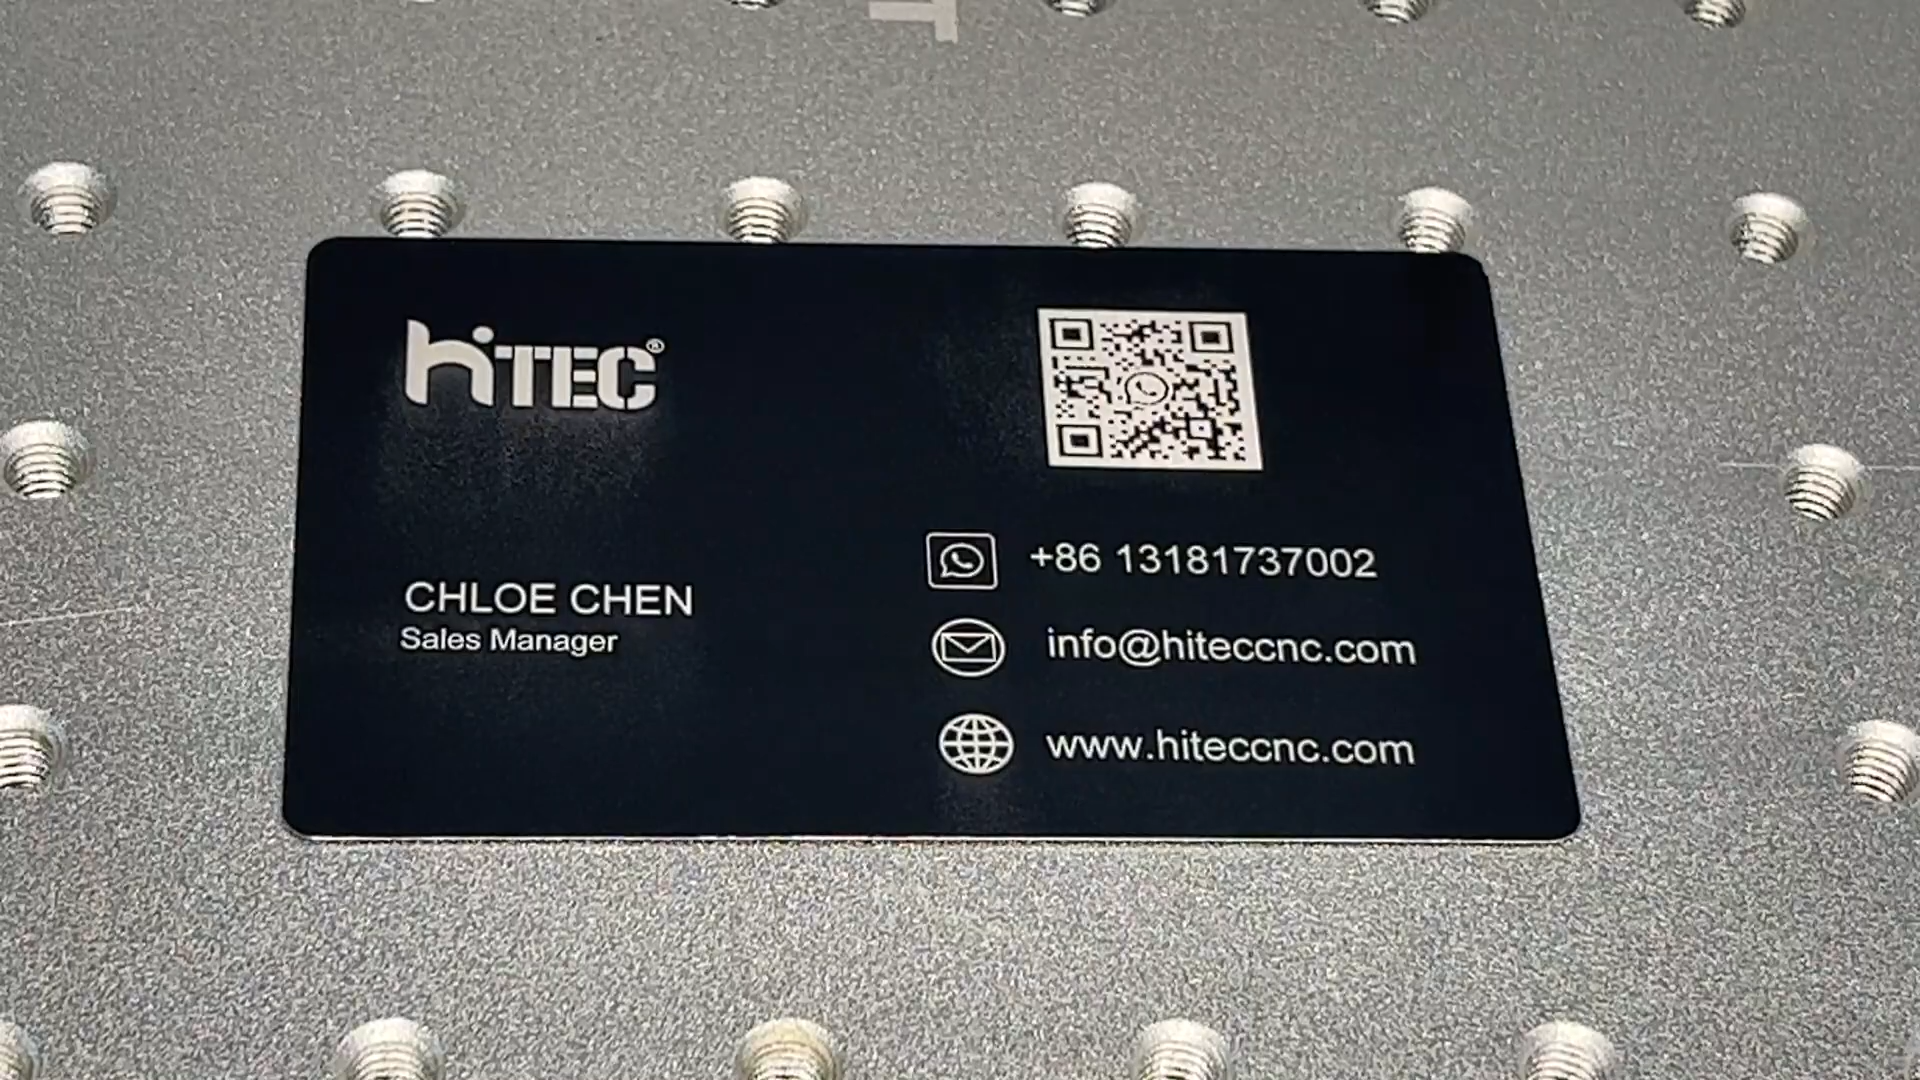 hiTEC®
CHLOE CHEN
Sales Manager
+86 13181737002
info@hiteccnc.com
www.hiteccnc.com